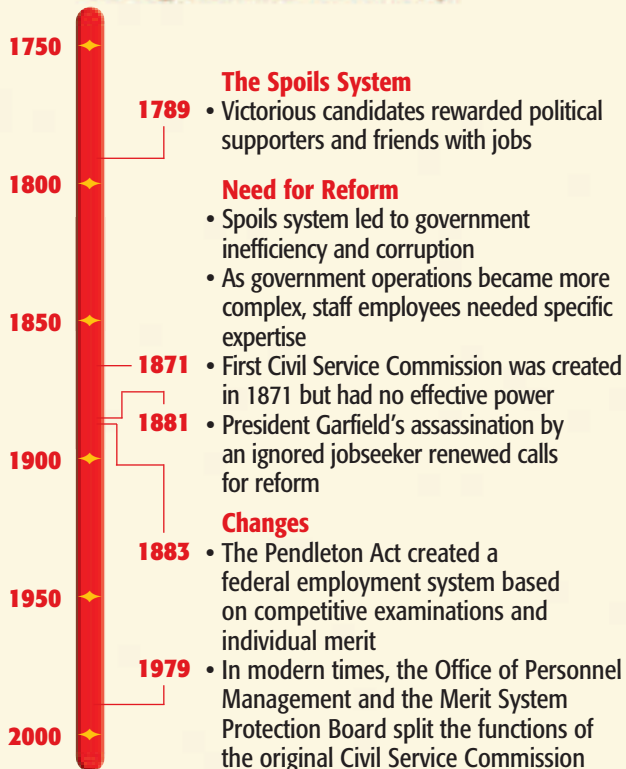 1750
The Spoils System
1789 • Victorious candidates rewarded political
supporters and friends with jobs
1800
Need for Reform
• Spoils system led to government
inefficiency and corruption
• As government operations became more
complex, staff employees needed specific
expertise
1850
1871 • First Civil Service Commission was created
in 1871 but had no effective power
1881 • President Garfield's assassination by
an ignored jobseeker renewed calls
for reform
1900
Changes
1883 • The Pendleton Act created a
federal employment system based
on competitive examinations and
individual merit
1950
1979 • In modern times, the Office of Personnel
Management and the Merit System
Protection Board split the functions of
the original Civil Service Commission
2000